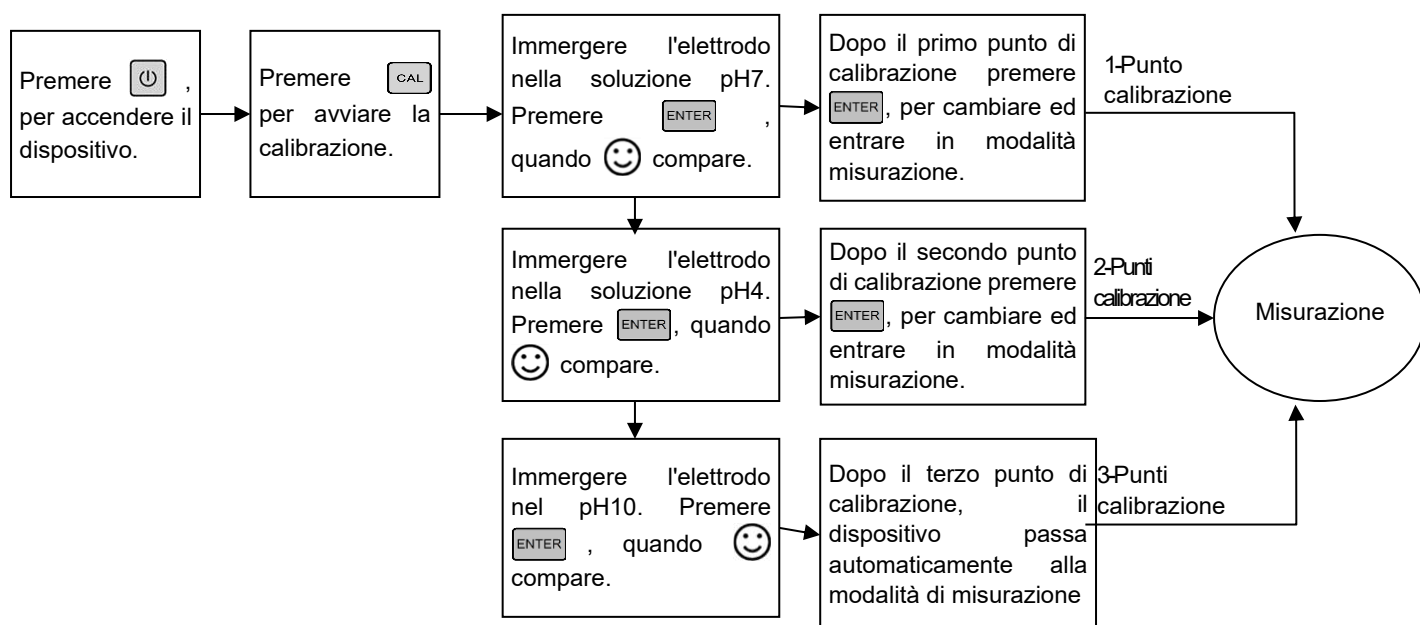 Premere ,
per accendere il
dispositivo.
Premere CAL
per avviare la
calibrazione.
Immergere l'elettrodo
nella soluzione pH7.
Premere ENTER ,
quando compare.
Dopo il primo punto di
calibrazione premere
ENTER, per cambiare ed
entrare in modalità
misurazione.
1-Punto
calibrazione
Immergere l'elettrodo
nella soluzione pH4.
Premere ENTER, quando
compare.
Dopo il secondo punto
di calibrazione premere
ENTER, per cambiare ed
entrare in modalità
misurazione.
2-Punti
calibrazione
Misurazione
Immergere l'elettrodo
nel pH10. Premere
ENTER , quando
compare.
Dopo il terzo punto di
calibrazione, il
dispositivo passa
automaticamente alla
modalità di misurazione
3-Punti
calibrazione